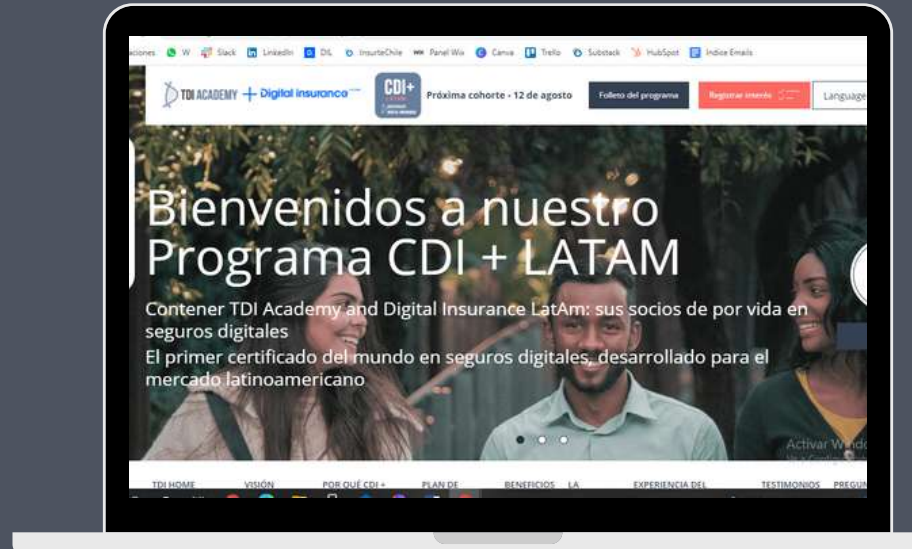 W Slack LinkedIn DIL InsurteChile Panel Wix Canva Trello Substack HubSpot Indice Emails
TDI ACADEMY + Digital insurance CDI+ Próxima cohorte - 12 de agosto Folleto del programa Registrar interés Language
Bienvenidos a nuestro
Programa CDI + LATAM
Contener TDI Academy and Digital Insurance LatAm: sus socios de por vida en
seguros digitales
El primer certificado del mundo en seguros digitales, desarrollado para el
mercado latinoamericano
Activar
TDI HOME VISIÓN POR QUÉ CDI + PLAN DE BENEFICIOS LA EXPERIENCIA DEL TESTIMONIOS